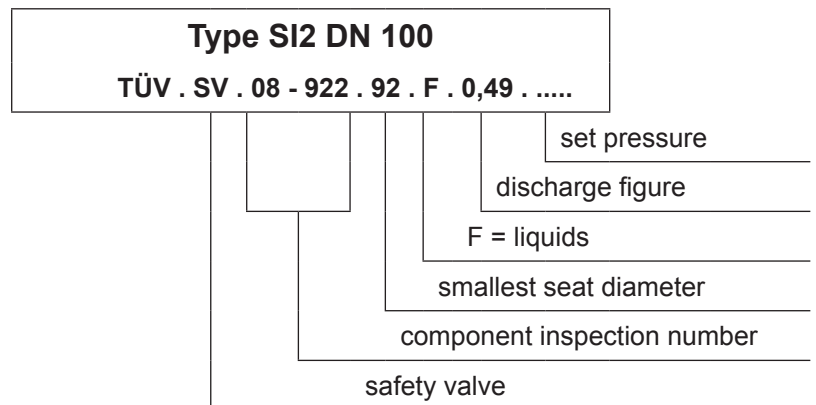 Type SI2 DN 100
TÜV . SV . 08 - 922 . 92 . F . 0,49 . .....
set pressure
discharge figure
F = liquids
smallest seat diameter
component inspection number
safety valve